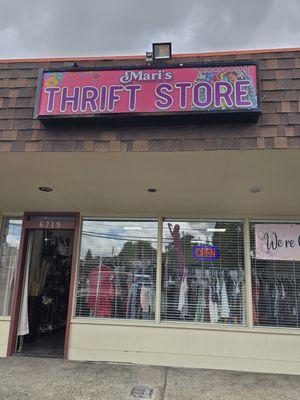 Mari's
THRIFT STORE
6719
OPEN
We're